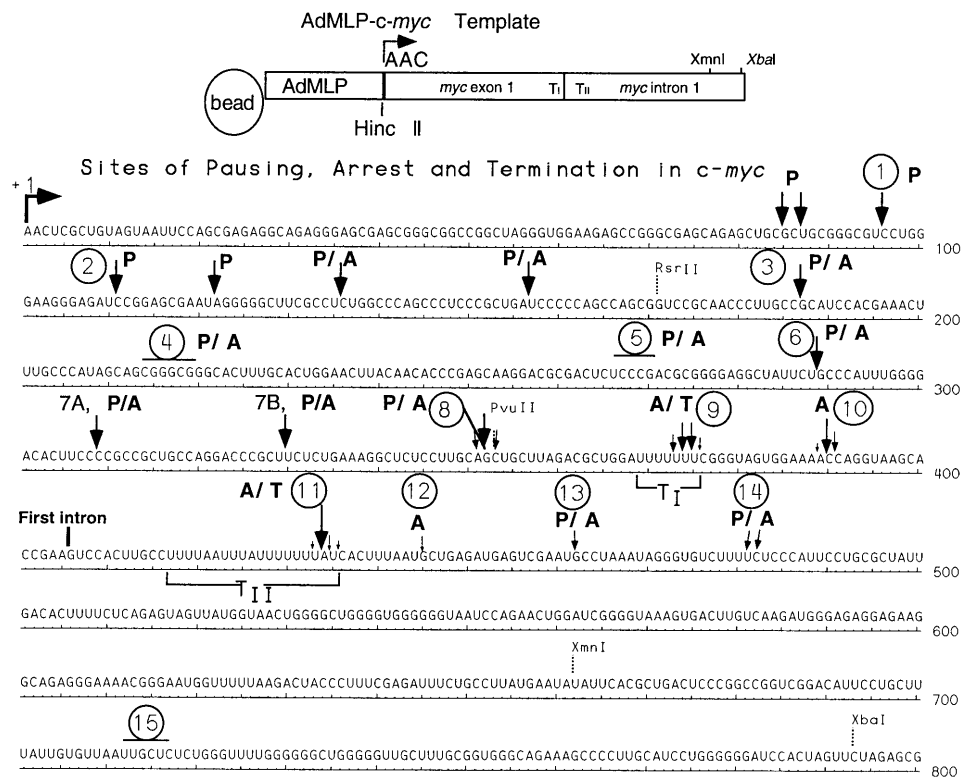 AdMLP-c-myc Template
AAC
XmnI XbaI
bead AdMLP myc exon 1 TI TII myc intron 1
Hinc II
Sites of Pausing, Arrest and Termination in c-myc
+1 P 1 P
AACUCGCUGUAGUAAUUCCAGCGAGAGGCAGAGGGAGCGAGCGGGCGGCCGGCUAGGGUGGAAGAGCCGGGCGAGCAGAGCUGCGCUGCGGGCGUCCUGG
100
2 P P P/A P/A RsrII 3 P/A
GAAGGGAGAUCCGGAGCGAAUAGGGGGCUUCGCCUCUGGCCCAGCCCUCCCGCUGAUCCCCCAGCCAGCGGUCCGCAACCCUUGCCGCAUCCACGAAACU
200
4 P/A 5 P/A 6 P/A
UUGCCCAUAGCAGCGGGCGGGCACUUUGCACUGGAACUUACAACACCCGAGCAAGGACGCGACUCUCCCGACGCGGGGAGGCUAUUCUGCCCAUUUGGGG
300
7A, P/A 7B, P/A P/A 8 PvuII A/T 9 A 10
ACACUUCCCCGCCGCUGCCAGGACCCGCUUCUCUGAAAGGCUCUCCUUGCAGCUGCUUAGACGCUGGAUUUUUUUCGGGUAGUGGAAAACCAGGUAAGCA
400
TI
First intron A/T 11 12 A 13 P/A 14 P/A
CCGAAGUCCACUUGCCUUUUAAUUUAUUUUUUUAUCACUUUAAUGCUGAGAUGAGUCGAAUGCCUAAAUAGGGUGUCUUUUCUCCCAUUCCUGCGCUAUU
500
TII
GACACUUUUCUCAGAGUAGUUAUGGUAACUGGGGCUGGGGUGGGGGGUAAUCCAGAACUGGAUCGGGGUAAAGUGACUUGUCAAGAUGGGAGAGGAGAAG
600
XmnI
GCAGAGGGAAAACGGGAAUGGUUUUUAAGACUACCCUUUCGAGAUUUCUGCCUUAUGAAUAUAUUCACGCUGACUCCCGGCCGGUCGGACAUUCCUGCUU
700
15 XbaI
UAUUGUGUUAAUUGCUCUCUGGGUUUUGGGGGGCUGGGGGUUGCUUUGCGGUGGGCAGAAAGCCCCUUGCAUCCUGGGGGGAUCCACUAGUUCUAGAGCG
800